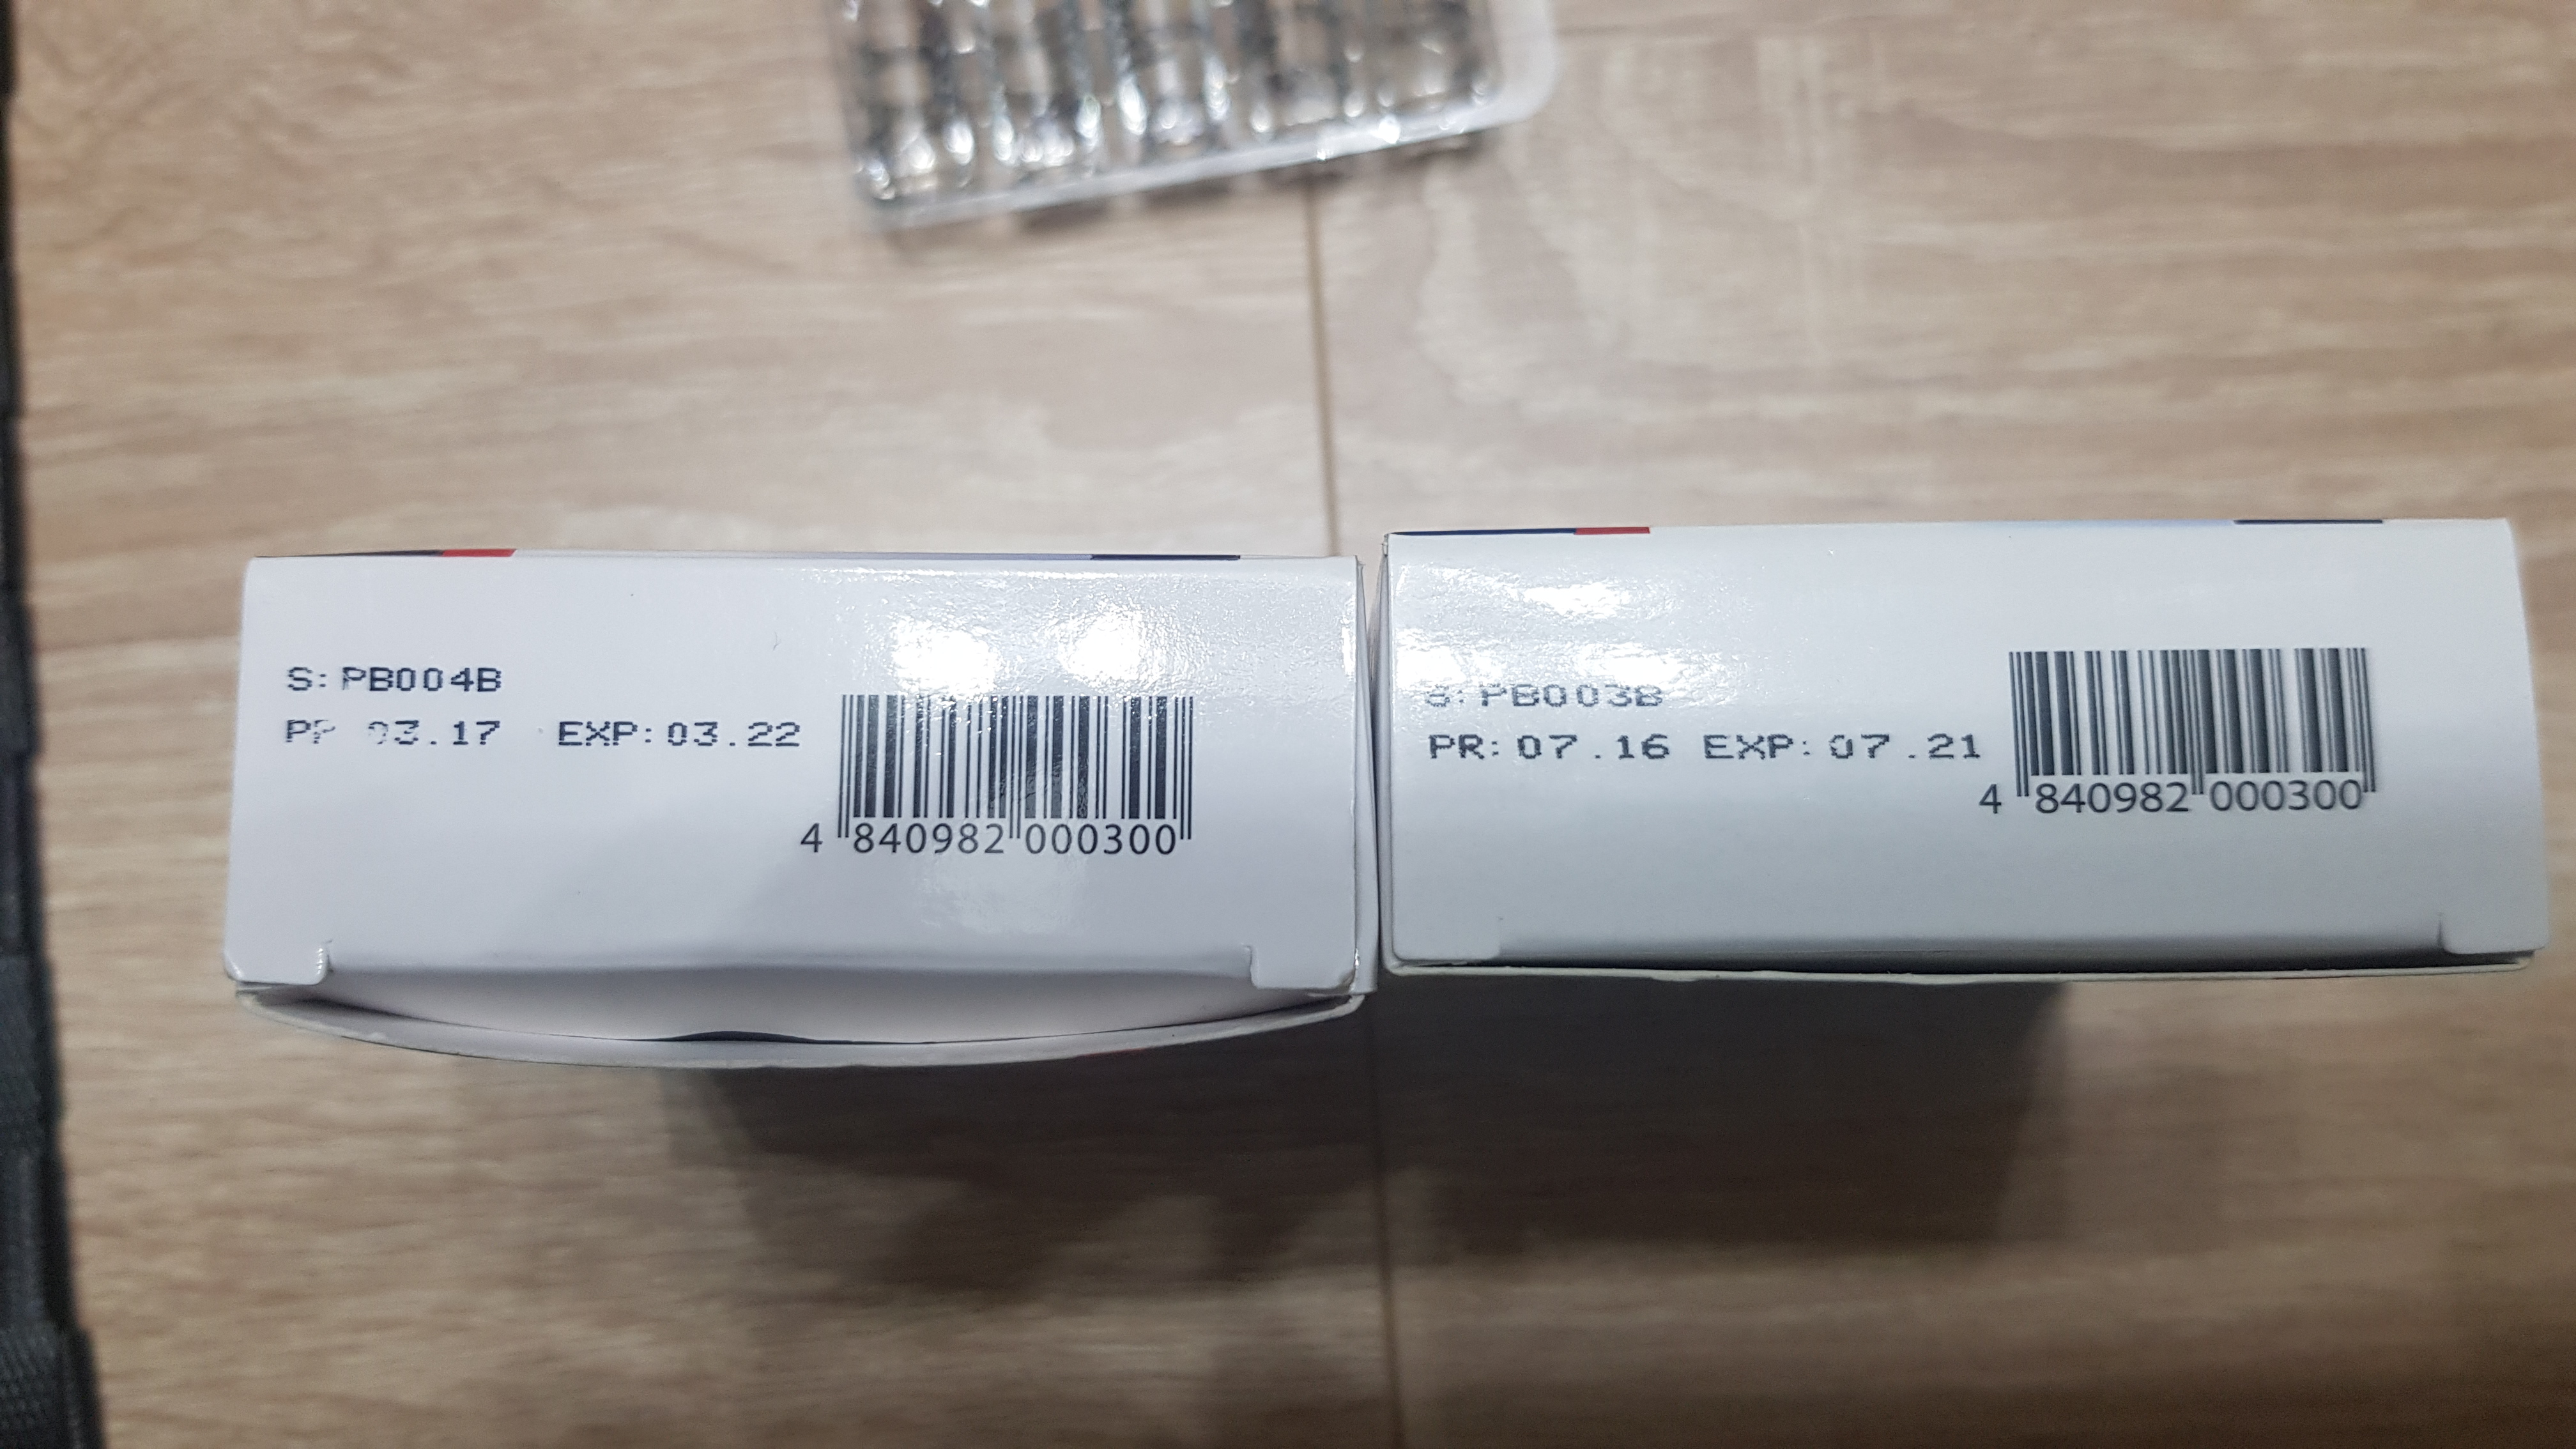 S: PB004B
PR 03.17 EXP: 03.22
4 840982 000300
S: PB003B
PR: 07.16 EXP: 07.21
4 840982 000300